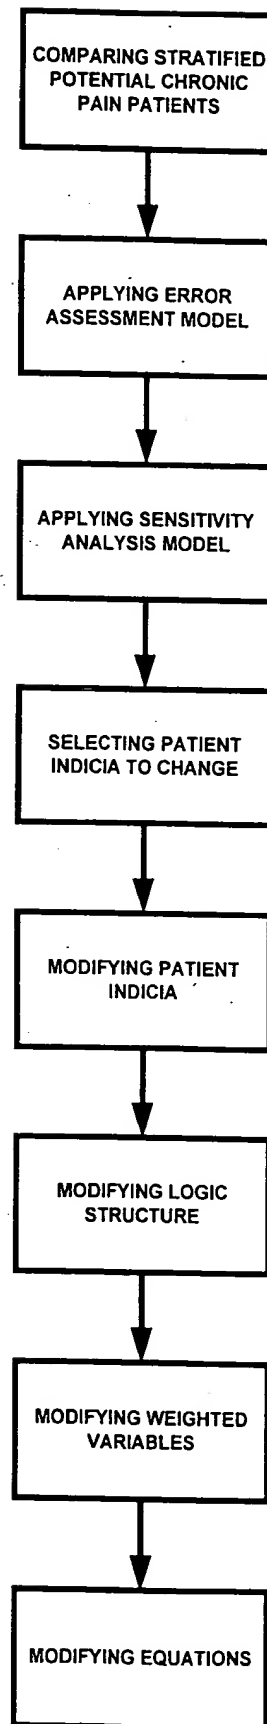 COMPARING STRATIFIED
POTENTIAL CHRONIC
PAIN PATIENTS
APPLYING ERROR
ASSESSMENT MODEL
APPLYING SENSITIVITY
ANALYSIS MODEL
SELECTING PATIENT
INDICIA TO CHANGE
MODIFYING PATIENT
INDICIA
MODIFYING LOGIC
STRUCTURE
MODIFYING WEIGHTED
VARIABLES
MODIFYING EQUATIONS